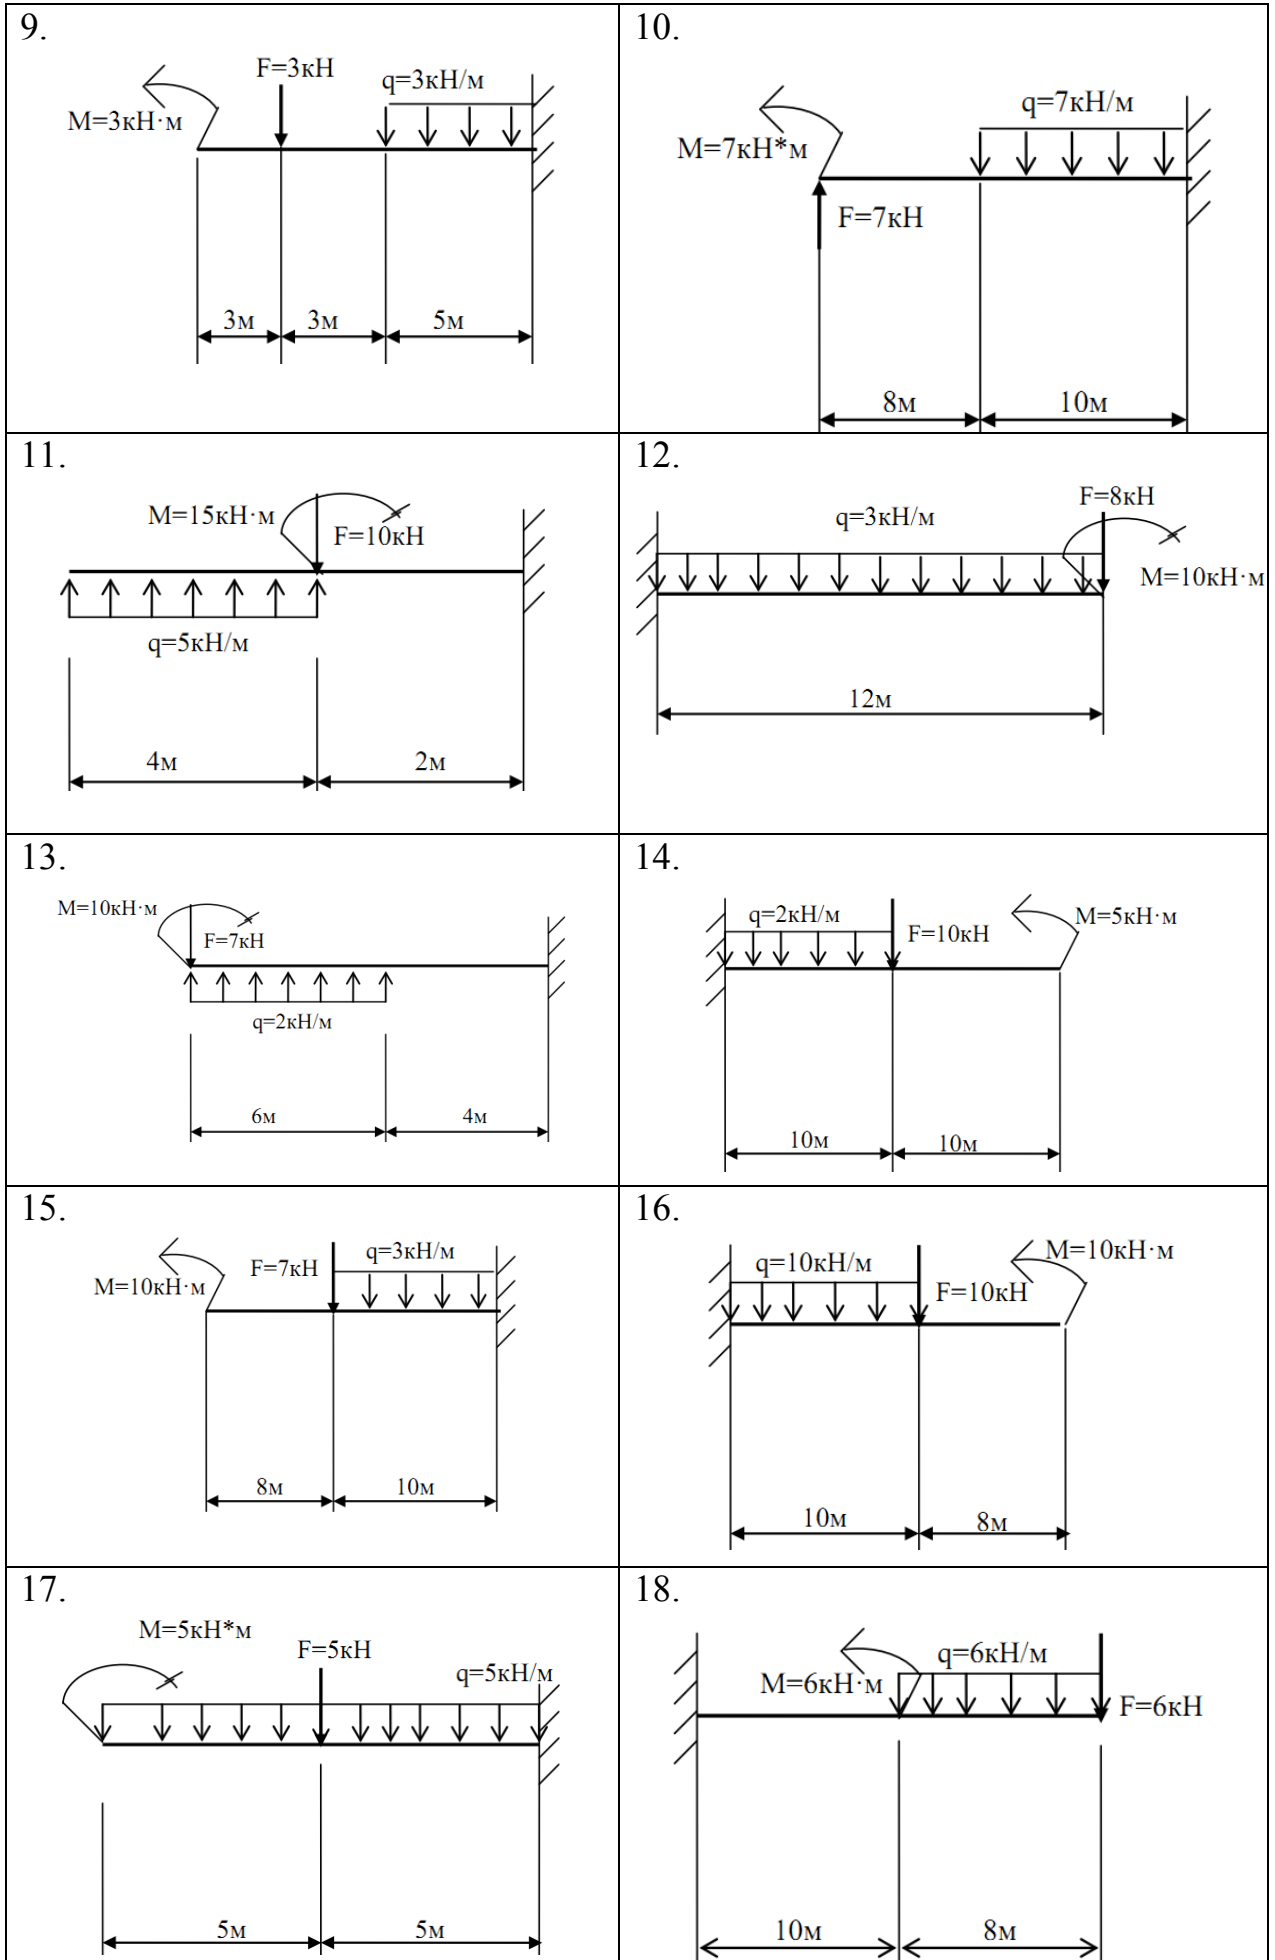 9.
F=3кН
q=3кН/м
M=3кН·м
3м
3м
5м
10.
q=7кН/м
M=7кН*м
F=7кН
8м
10м
11.
M=15кН·м
F=10кН
q=5кН/м
4м
2м
12.
F=8кН
q=3кН/м
M=10кН·м
12м
13.
M=10кН·м
F=7кН
q=2кН/м
6м
4м
14.
q=2кН/м
M=5кН·м
F=10кН
10м
10м
15.
q=3кН/м
F=7кН
M=10кН·м
8м
10м
16.
M=10кН·м
q=10кН/м
F=10кН
10м
8м
17.
M=5кН*м
F=5кН
q=5кН/м
5м
5м
18.
q=6кН/м
M=6кН·м
F=6кН
10м
8м